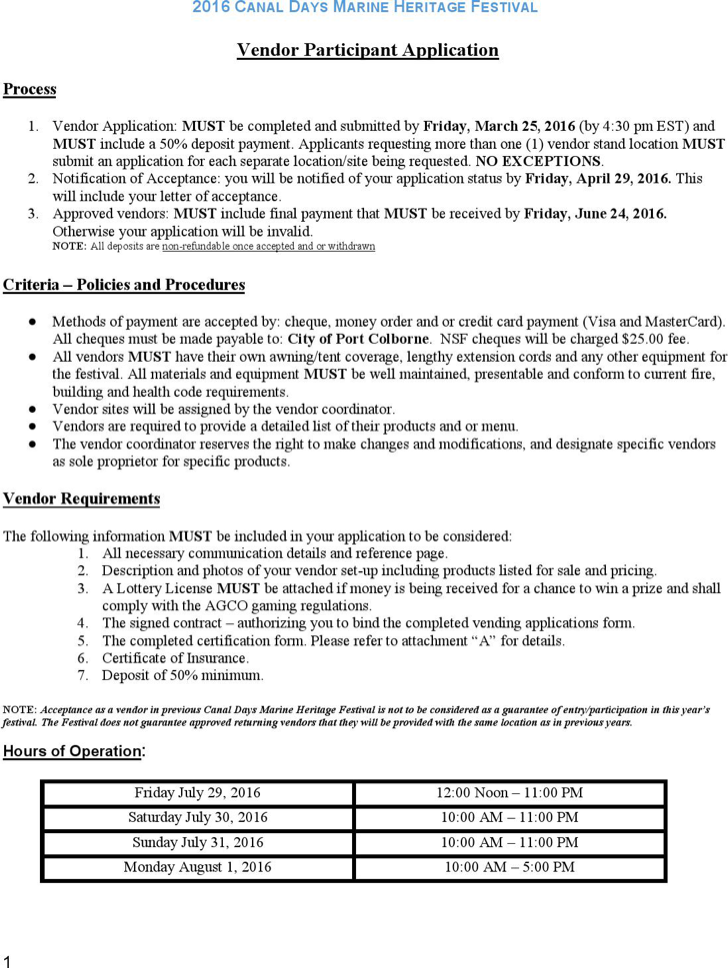 2016 CANAL DAYS MARINE HERITAGE FESTIVAL
Vendor Participant Application
Process
1. Vendor Application: MUST be completed and submitted by Friday, March 25, 2016 (by 4:30 pm EST) and
MUST include a 50% deposit payment. Applicants requesting more than one (1) vendor stand location MUST
submit an application for each separate location/site being requested. NO EXCEPTIONS.
2. Notification of Acceptance: you will be notified of your application status by Friday, April 29, 2016. This
will include your letter of acceptance.
3. Approved vendors: MUST include final payment that MUST be received by Friday, June 24, 2016.
Otherwise your application will be invalid.
NOTE: All deposits are non-refundable once accepted and or withdrawn
Criteria – Policies and Procedures
● Methods of payment are accepted by: cheque, money order and or credit card payment (Visa and MasterCard).
All cheques must be made payable to: City of Port Colborne. NSF cheques will be charged $25.00 fee.
● All vendors MUST have their own awning/tent coverage, lengthy extension cords and any other equipment for
the festival. All materials and equipment MUST be well maintained, presentable and conform to current fire,
building and health code requirements.
● Vendor sites will be assigned by the vendor coordinator.
● Vendors are required to provide a detailed list of their products and or menu.
● The vendor coordinator reserves the right to make changes and modifications, and designate specific vendors
as sole proprietor for specific products.
Vendor Requirements
The following information MUST be included in your application to be considered:
1. All necessary communication details and reference page.
2. Description and photos of your vendor set-up including products listed for sale and pricing.
3. A Lottery License MUST be attached if money is being received for a chance to win a prize and shall
comply with the AGCO gaming regulations.
4. The signed contract – authorizing you to bind the completed vending applications form.
5. The completed certification form. Please refer to attachment “A” for details.
6. Certificate of Insurance.
7. Deposit of 50% minimum.
NOTE: Acceptance as a vendor in previous Canal Days Marine Heritage Festival is not to be considered as a guarantee of entry/participation in this year's
festival. The Festival does not guarantee approved returning vendors that they will be provided with the same location as in previous years.
Hours of Operation:
Friday July 29, 2016 12:00 Noon – 11:00 PM
Saturday July 30, 2016 10:00 AM – 11:00 PM
Sunday July 31, 2016 10:00 AM – 11:00 PM
Monday August 1, 2016 10:00 AM – 5:00 PM
1